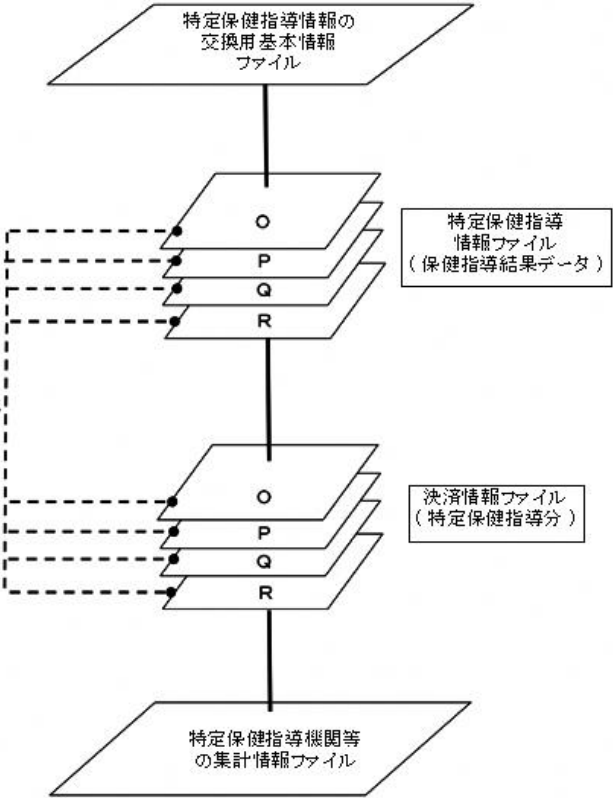 特定保健指導情報の
交換用基本情報
ファイル
O
P
Q
R
特定保健指導
情報ファイル
(保健指導結果データ)
O
P
Q
R
決済情報ファイル
(特定保健指導分)
特定保健指導機関等
の集計情報ファイル